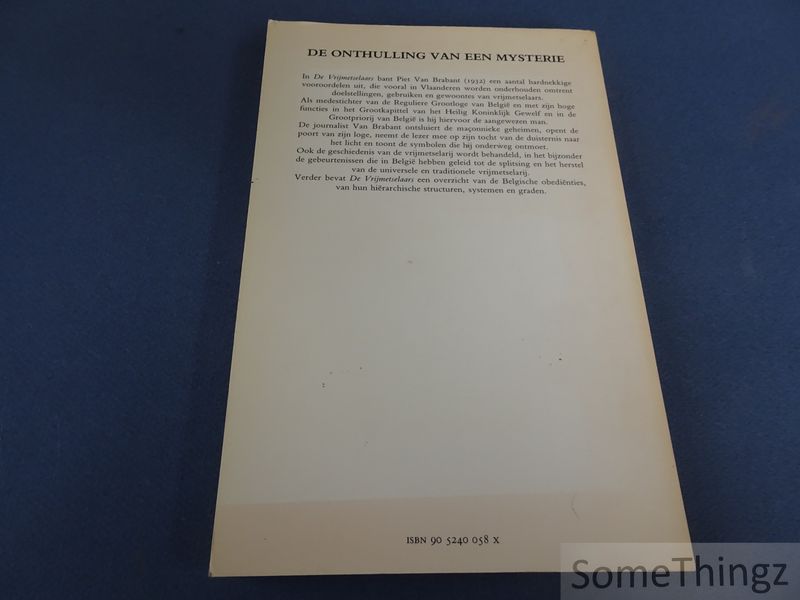 DE ONTHULLING VAN EEN MYSTERIE
In De Vrijmetselaars bant Piet Van Brabant (1932) een aantal hardnekkige
vooroordelen uit, die vooral in Vlaanderen worden onderhouden omtrent
doelstellingen, gebruiken en gewoontes van vrijmetselaars.
Als medestichter van de Reguliere Grootloge van België en met zijn hoge
functies in het Grootkapittel van het Heilig Koninklijk Gewelf en in de
Grootpriorij van België is hij hiervoor de aangewezen man.
De journalist Van Brabant ontsluiert de maçonnieke geheimen, opent de
poort van zijn loge, neemt de lezer mee op zijn tocht van de duisternis naar
het licht en toont de symbolen die hij onderweg ontmoet.
Ook de geschiedenis van de vrijmetselarij wordt behandeld, in het bijzonder
de gebeurtenissen die in België hebben geleid tot de splitsing en het herstel
van de universele en traditionele vrijmetselarij.
Verder bevat De Vrijmetselaars een overzicht van de Belgische obediënties,
van hun hiërarchische structuren, systemen en graden.
ISBN 90 5240 058 X
SomeThingz